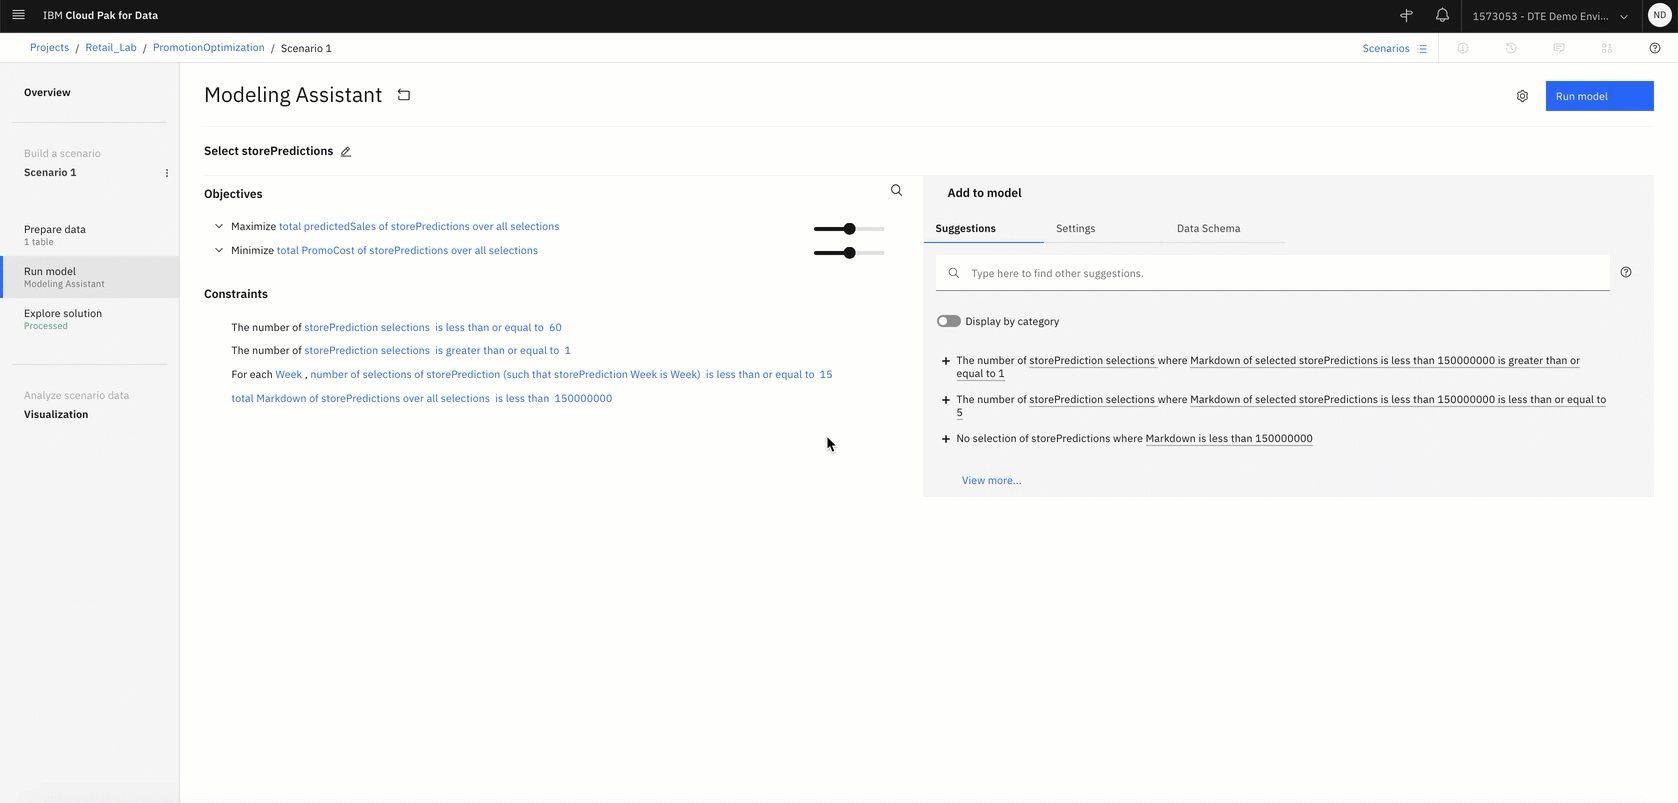 IBM Cloud Pak for Data
1573053 - DTE Demo Envi...
ND
Projects / Retail_Lab / PromotionOptimization / Scenario 1
Scenarios
Overview
Build a scenario
Scenario 1
Prepare data
1 table
Run model
Modeling Assistant
Explore solution
Processed
Analyze scenario data
Visualization
Modeling Assistant
Run model
Select storePredictions
Objectives
Maximize total predictedSales of storePredictions over all selections
Minimize total PromoCost of storePredictions over all selections
Constraints
The number of storePrediction selections is less than or equal to 60
The number of storePrediction selections is greater than or equal to 1
For each Week , number of selections of storePrediction (such that storePrediction Week is Week) is less than or equal to 15
total Markdown of storePredictions over all selections is less than 150000000
Add to model
Suggestions
Settings
Data Schema
Type here to find other suggestions.
Display by category
+ The number of storePrediction selections where Markdown of selected storePredictions is less than 150000000 is greater than or
equal to 1
+ The number of storePrediction selections where Markdown of selected storePredictions is less than 150000000 is less than or equal to
5
+ No selection of storePredictions where Markdown is less than 150000000
View more...